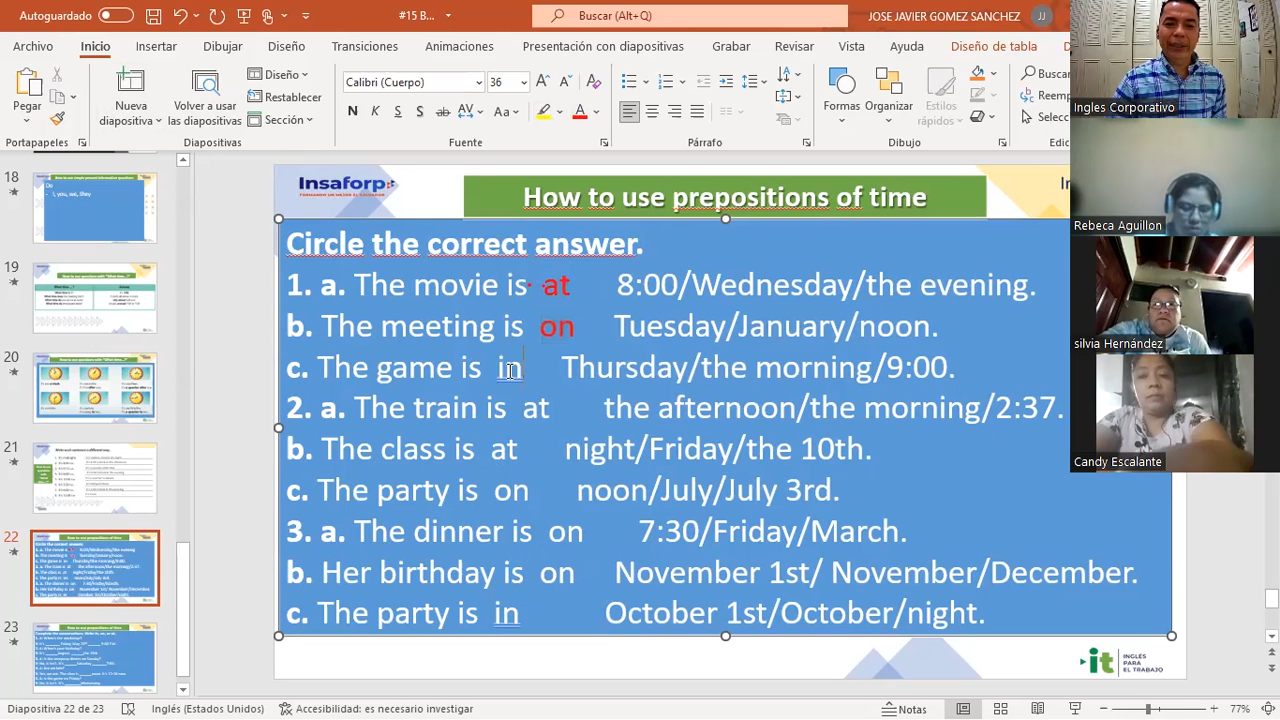 Autoguardado
#15 B...
Buscar (Alt+Q)
JOSE JAVIER GOMEZ SANCHEZ
JJ
Archivo Inicio Insertar Dibujar Diseño Transiciones Animaciones Presentación con diapositivas Grabar Revisar Vista Ayuda Diseño de tabla
Pegar
Nueva diapositiva
Volver a usar las diapositivas
Diseño
Restablecer
Sección
Calibri (Cuerpo) 36
N K S S ab AV Aa A
Formas
Organizar
Estilos rápidos
Buscar
Reemp
Selecc
Portapapeles
Diapositivas
Fuente
Párrafo
Dibujo
Edic
Ingles Corporativo
Rebeca Aguillon
silvia Hernández
Candy Escalante
18
19
20
21
22
23
Insaforp
How to use prepositions of time
In
Circle the correct answer.
1. a. The movie is at 8:00/Wednesday/the evening.
b. The meeting is on Tuesday/January/noon.
c. The game is in Thursday/the morning/9:00.
2. a. The train is at the afternoon/the morning/2:37.
b. The class is at night/Friday/the 10th.
c. The party is on noon/July/July 3rd.
3. a. The dinner is on 7:30/Friday/March.
b. Her birthday is on November 1st/ November/December.
c. The party is in October 1st/October/night.
it INGLÉS
PARA
EL TRABAJO
Diapositiva 22 de 23
Inglés (Estados Unidos)
Accesibilidad: es necesario investigar
Notas
77%